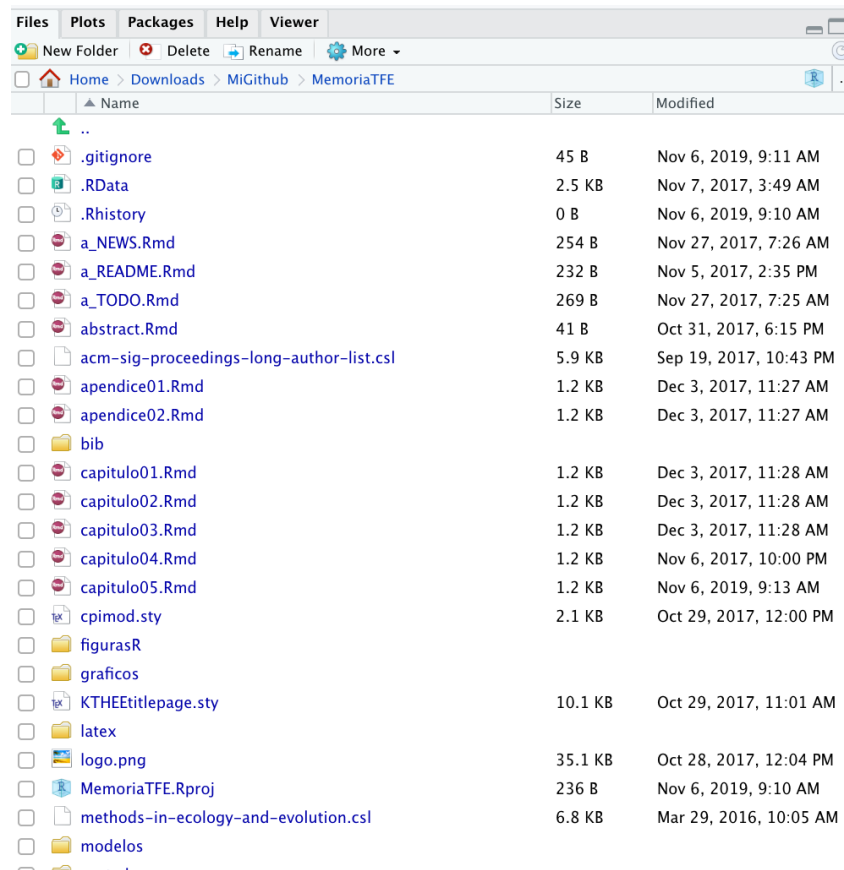 Files Plots Packages Help Viewer
New Folder Delete Rename More
Home > Downloads > MiGithub > MemoriaTFE
Name Size Modified
..
.gitignore 45 B Nov 6, 2019, 9:11 AM
.RData 2.5 KB Nov 7, 2017, 3:49 AM
.Rhistory 0 B Nov 6, 2019, 9:10 AM
a_NEWS.Rmd 254 B Nov 27, 2017, 7:26 AM
a_README.Rmd 232 B Nov 5, 2017, 2:35 PM
a_TODO.Rmd 269 B Nov 27, 2017, 7:25 AM
abstract.Rmd 41 B Oct 31, 2017, 6:15 PM
acm-sig-proceedings-long-author-list.csl 5.9 KB Sep 19, 2017, 10:43 PM
apendice01.Rmd 1.2 KB Dec 3, 2017, 11:27 AM
apendice02.Rmd 1.2 KB Dec 3, 2017, 11:27 AM
bib
capitulo01.Rmd 1.2 KB Dec 3, 2017, 11:28 AM
capitulo02.Rmd 1.2 KB Dec 3, 2017, 11:28 AM
capitulo03.Rmd 1.2 KB Dec 3, 2017, 11:28 AM
capitulo04.Rmd 1.2 KB Nov 6, 2017, 10:00 PM
capitulo05.Rmd 1.2 KB Nov 6, 2019, 9:13 AM
cpimod.sty 2.1 KB Oct 29, 2017, 12:00 PM
figurasR
graficos
KTHEEtitlepage.sty 10.1 KB Oct 29, 2017, 11:01 AM
latex
logo.png 35.1 KB Oct 28, 2017, 12:04 PM
MemoriaTFE.Rproj 236 B Nov 6, 2019, 9:10 AM
methods-in-ecology-and-evolution.csl 6.8 KB Mar 29, 2016, 10:05 AM
modelos